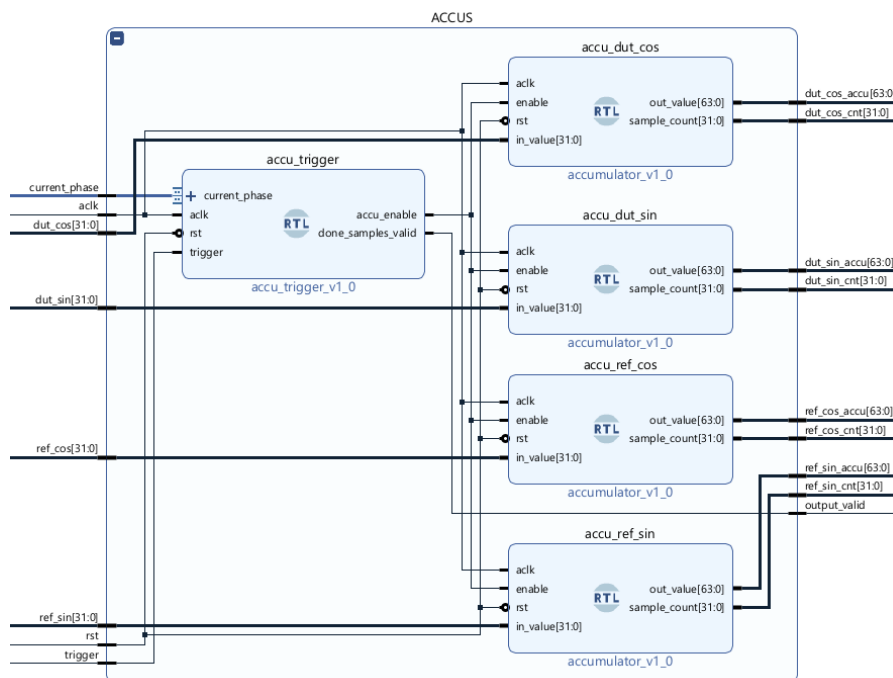 ACCUS
accu_dut_cos
aclk
enable
rst
in_value[31:0]
out_value[63:0]
sample_count[31:0]
RTL
accumulator_v1_0
dut_cos_accu[63:0]
dut_cos_cnt[31:0]
accu_trigger
current_phase
aclk
dut_cos[31:0]
current_phase
aclk
rst
trigger
accu_enable
done_samples_valid
RTL
accu_trigger_v1_0
accu_dut_sin
aclk
enable
rst
in_value[31:0]
out_value[63:0]
sample_count[31:0]
RTL
accumulator_v1_0
dut_sin_accu[63:0]
dut_sin_cnt[31:0]
dut_sin[31:0]
accu_ref_cos
aclk
enable
rst
in_value[31:0]
out_value[63:0]
sample_count[31:0]
RTL
accumulator_v1_0
ref_cos_accu[63:0]
ref_cos_cnt[31:0]
ref_cos[31:0]
ref_sin_accu[63:0]
ref_sin_cnt[31:0]
output_valid
accu_ref_sin
aclk
enable
rst
in_value[31:0]
out_value[63:0]
sample_count[31:0]
RTL
accumulator_v1_0
ref_sin[31:0]
rst
trigger